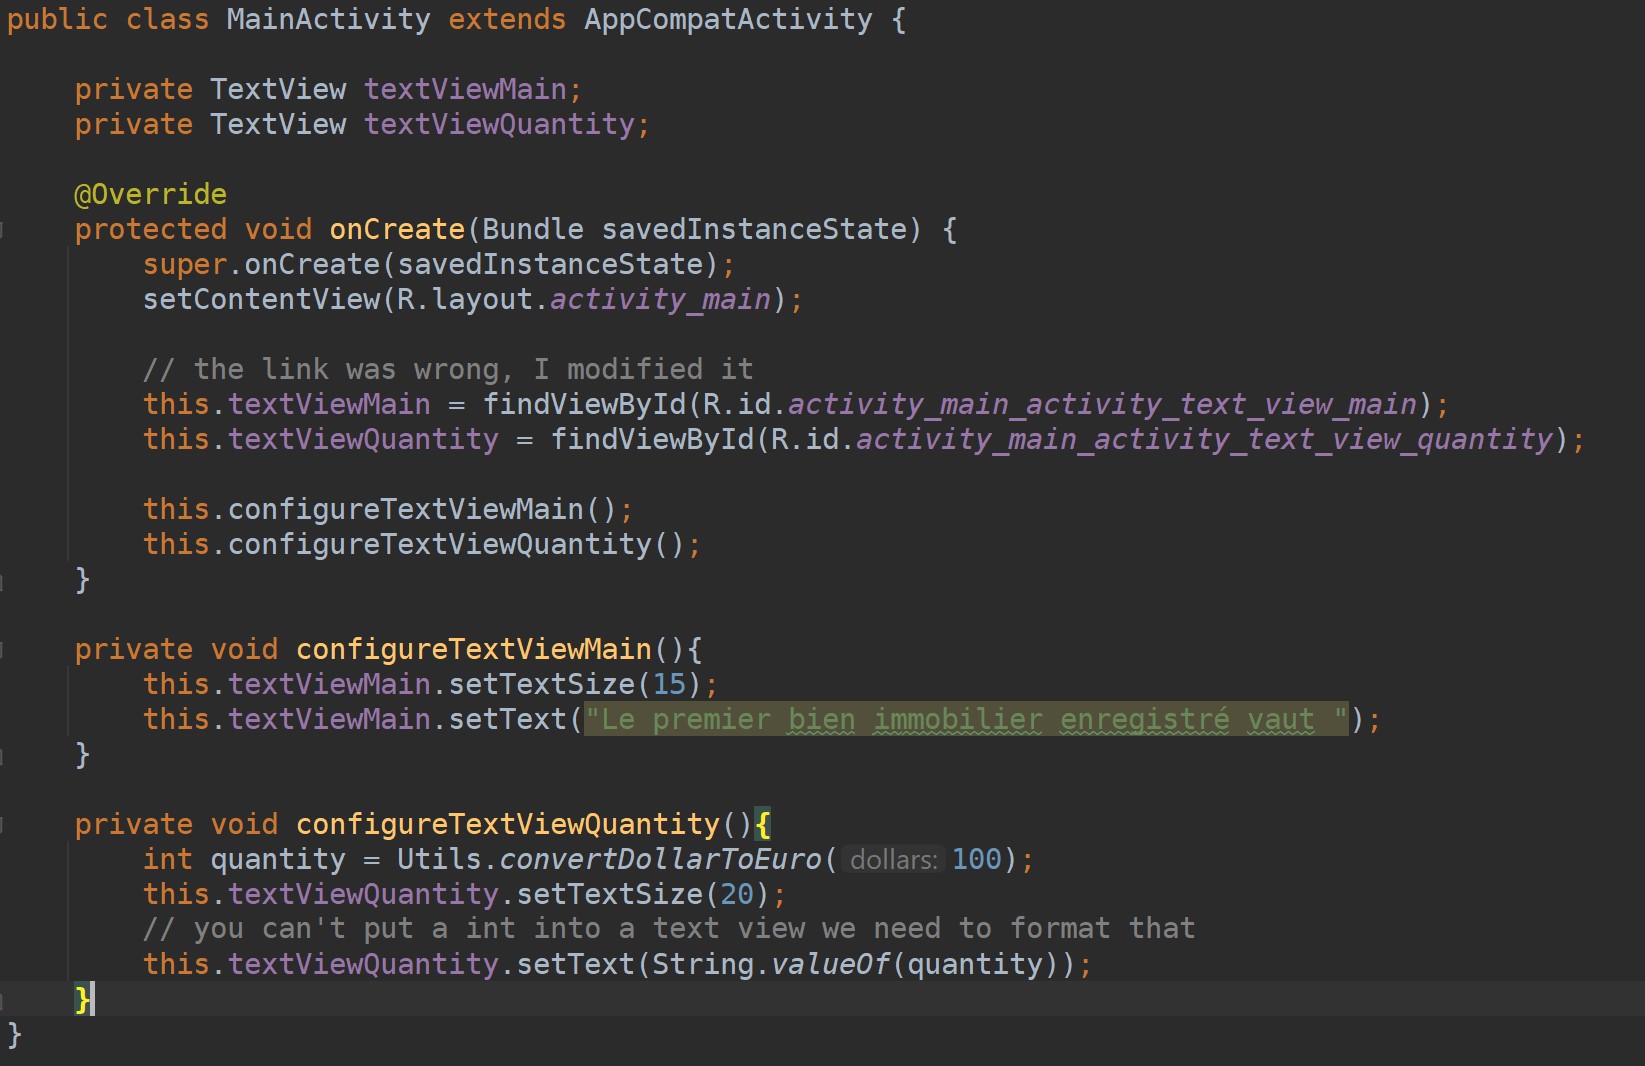 public class MainActivity extends AppCompatActivity {
private TextView textViewMain;
private TextView textViewQuantity;
@Override
protected void onCreate(Bundle savedInstanceState) {
super.onCreate(savedInstanceState);
setContentView(R.layout.activity_main);
// the link was wrong, I modified it
this.textViewMain = findViewById(R.id.activity_main_activity_text_view_main);
this.textViewQuantity = findViewById(R.id.activity_main_activity_text_view_quantity);
this.configureTextViewMain();
this.configureTextViewQuantity();
}
private void configureTextViewMain(){
this.textViewMain.setTextSize(15);
this.textViewMain.setText("Le premier bien immobilier enregistré vaut ");
}
private void configureTextViewQuantity(){
int quantity = Utils.convertDollarToEuro( dollars: 100);
this.textViewQuantity.setTextSize(20);
// you can't put a int into a text view we need to format that
this.textViewQuantity.setText(String.valueOf(quantity));
}
}